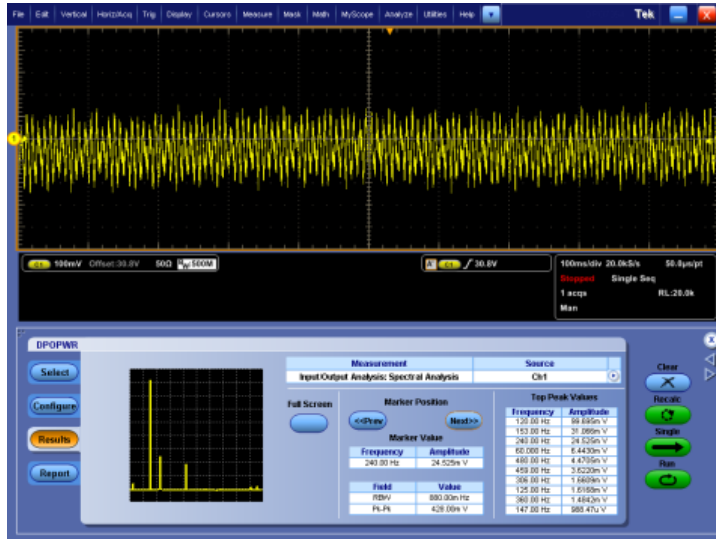 File Edit Vertical Horiz/Acq Trig Display Cursors Measure Mask Math MyScope Analyze Utilities Help Tek X
1
C1 100mV Offset:30.8V 50Ω BW:500M
A' C1 30.8V
100ms/div 20.0kS/s 50.0µs/pt
Stopped Single Seq
1 acqs RL:20.0k
Man
DPOPWR
Select
Configure
Results
Report
Measurement Source
Input/Output Analysis: Spectral Analysis Ch1
Full Screen
Marker Position
<<Prev Next>>
Marker Value
Frequency Amplitude
240.00 Hz 24.525m V
Field Value
RBW 880.00m Hz
Pk-Pk 428.00m V
Top Peak Values
Frequency Amplitude
120.00 Hz 99.695m V
153.00 Hz 31.066m V
240.00 Hz 24.525m V
60.000 Hz 6.4430m V
480.00 Hz 4.4705m V
459.00 Hz 3.6220m V
306.00 Hz 1.6609m V
125.00 Hz 1.6168m V
360.00 Hz 1.4842m V
147.00 Hz 988.47u V
Clear
Recalc
Single
Run